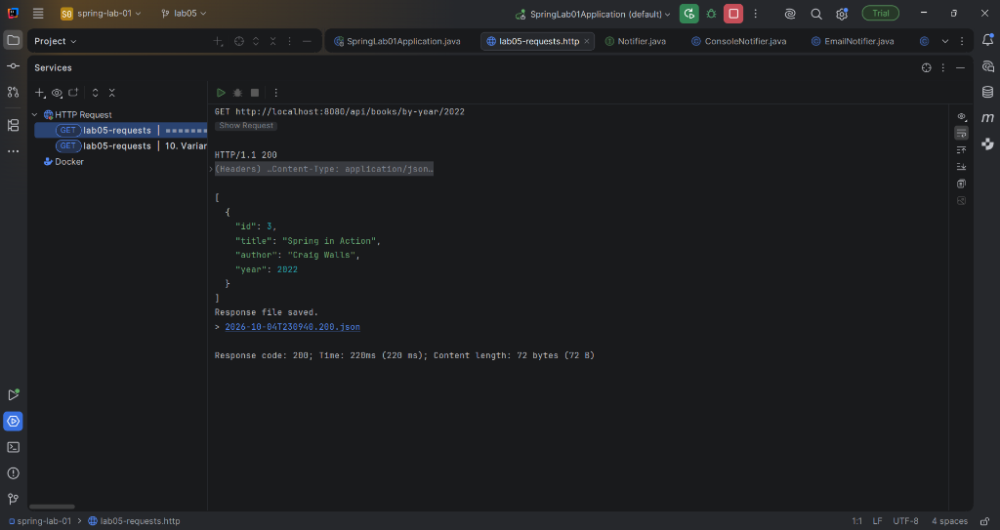 SO spring-lab-01 lab05 SpringLab01Application (default) Trial
Project SpringLab01Application.java lab05-requests.http Notifier.java ConsoleNotifier.java EmailNotifier.java
Services
HTTP Request
GET lab05-requests
GET lab05-requests 10. Variar
Docker
GET http://localhost:8080/api/books/by-year/2022
Show Request
HTTP/1.1 200
(Headers) …Content-Type: application/json…
[
{
"id": 3,
"title": "Spring in Action",
"author": "Craig Walls",
"year": 2022
}
]
Response file saved.
> 2026-10-04T230940.200.json
Response code: 200; Time: 220ms (220 ms); Content length: 72 bytes (72 B)
spring-lab-01 > lab05-requests.http 1:1 LF UTF-8 4 spaces